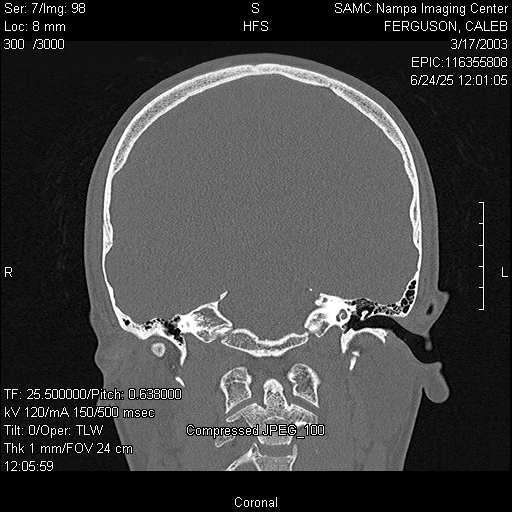 Ser: 7/Img: 98
Loc: 8 mm
300 /3000
S
HFS
SAMC Nampa Imaging Center
FERGUSON, CALEB
3/17/2003
EPIC:116355808
6/24/25 12:01:05
R
L
TF: 25.500000/Pitch: 0.638000
kV 120/mA 150/500 msec
Tilt: 0/Oper: TLW
Thk 1 mm/FOV 24 cm
12:05:59
Compressed JPEG_100
Coronal